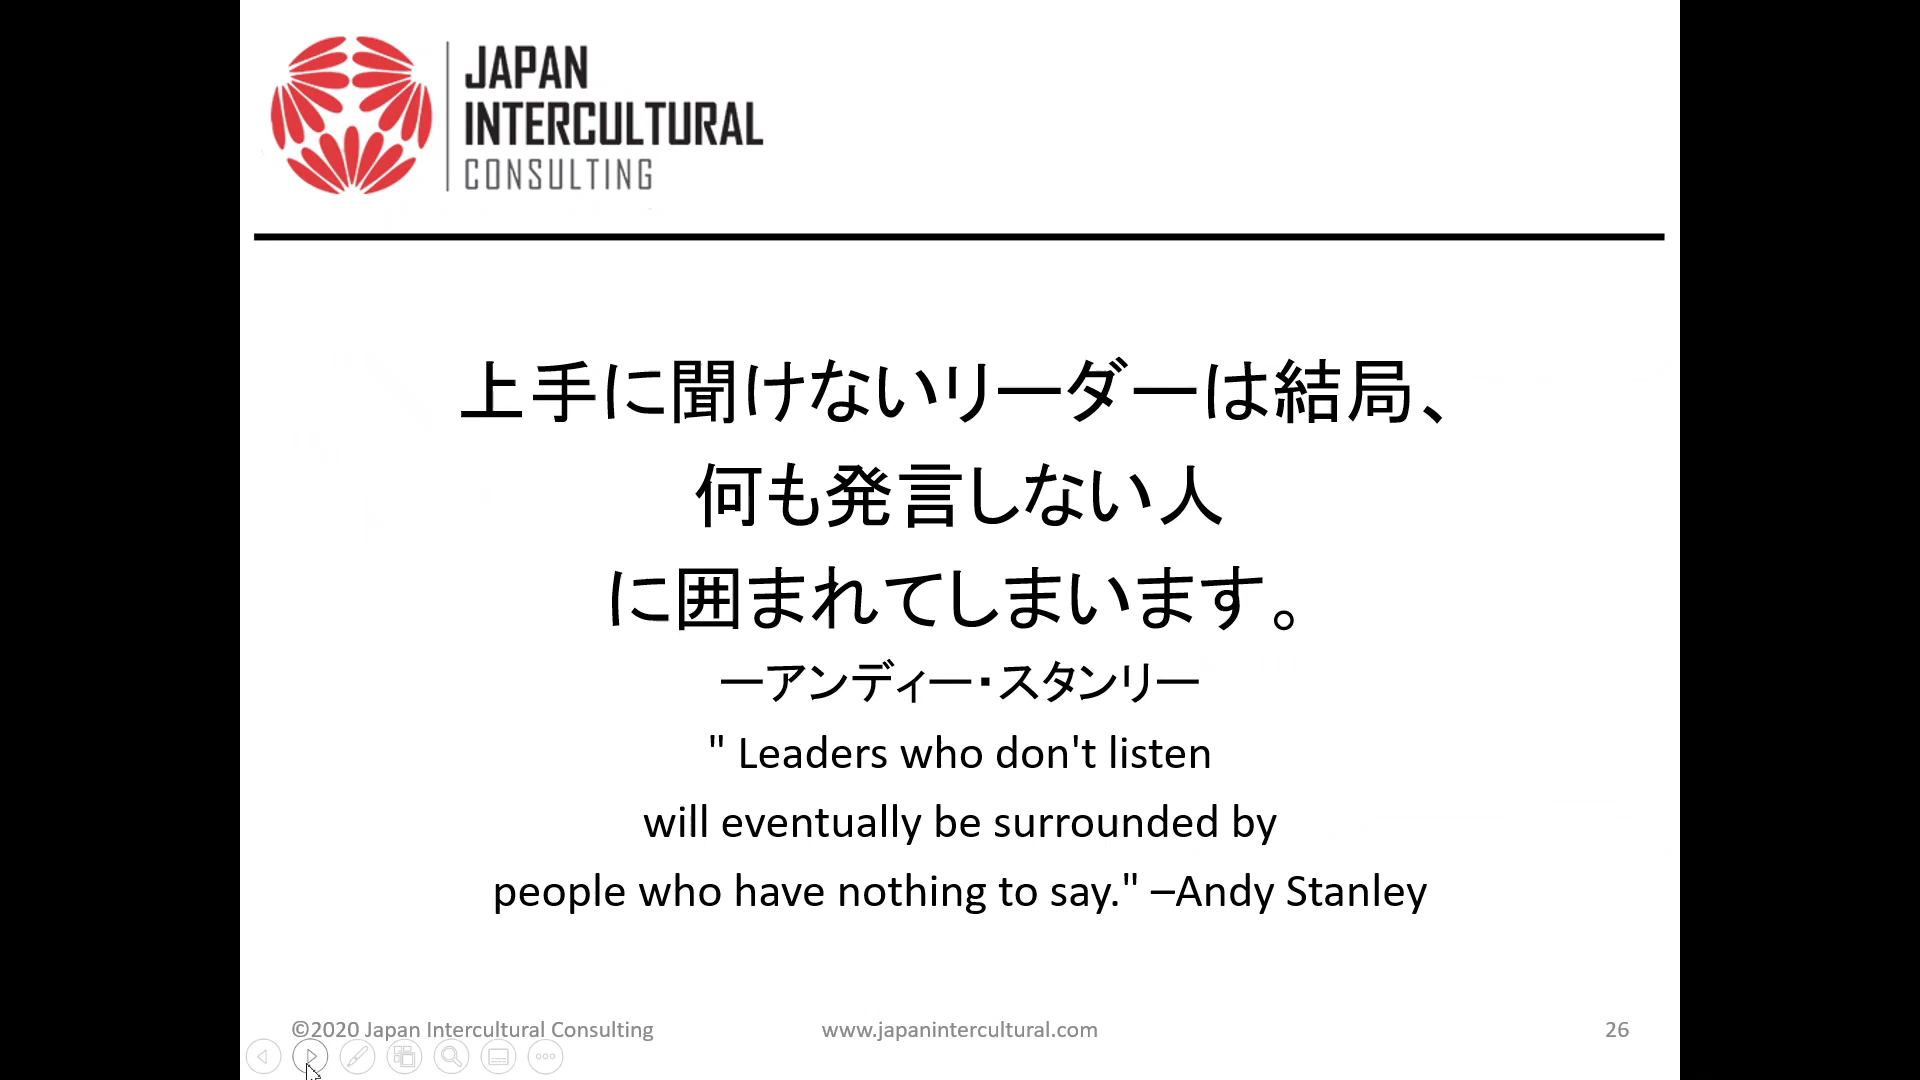 JAPAN
INTERCULTURAL
CONSULTING
上手に聞けないリーダーは結局、
何も発言しない人
に囲まれてしまいます。
ーアンディー・スタンリー
" Leaders who don't listen
will eventually be surrounded by
people who have nothing to say." –Andy Stanley
©2020 Japan Intercultural Consulting
www.japanintercultural.com
26